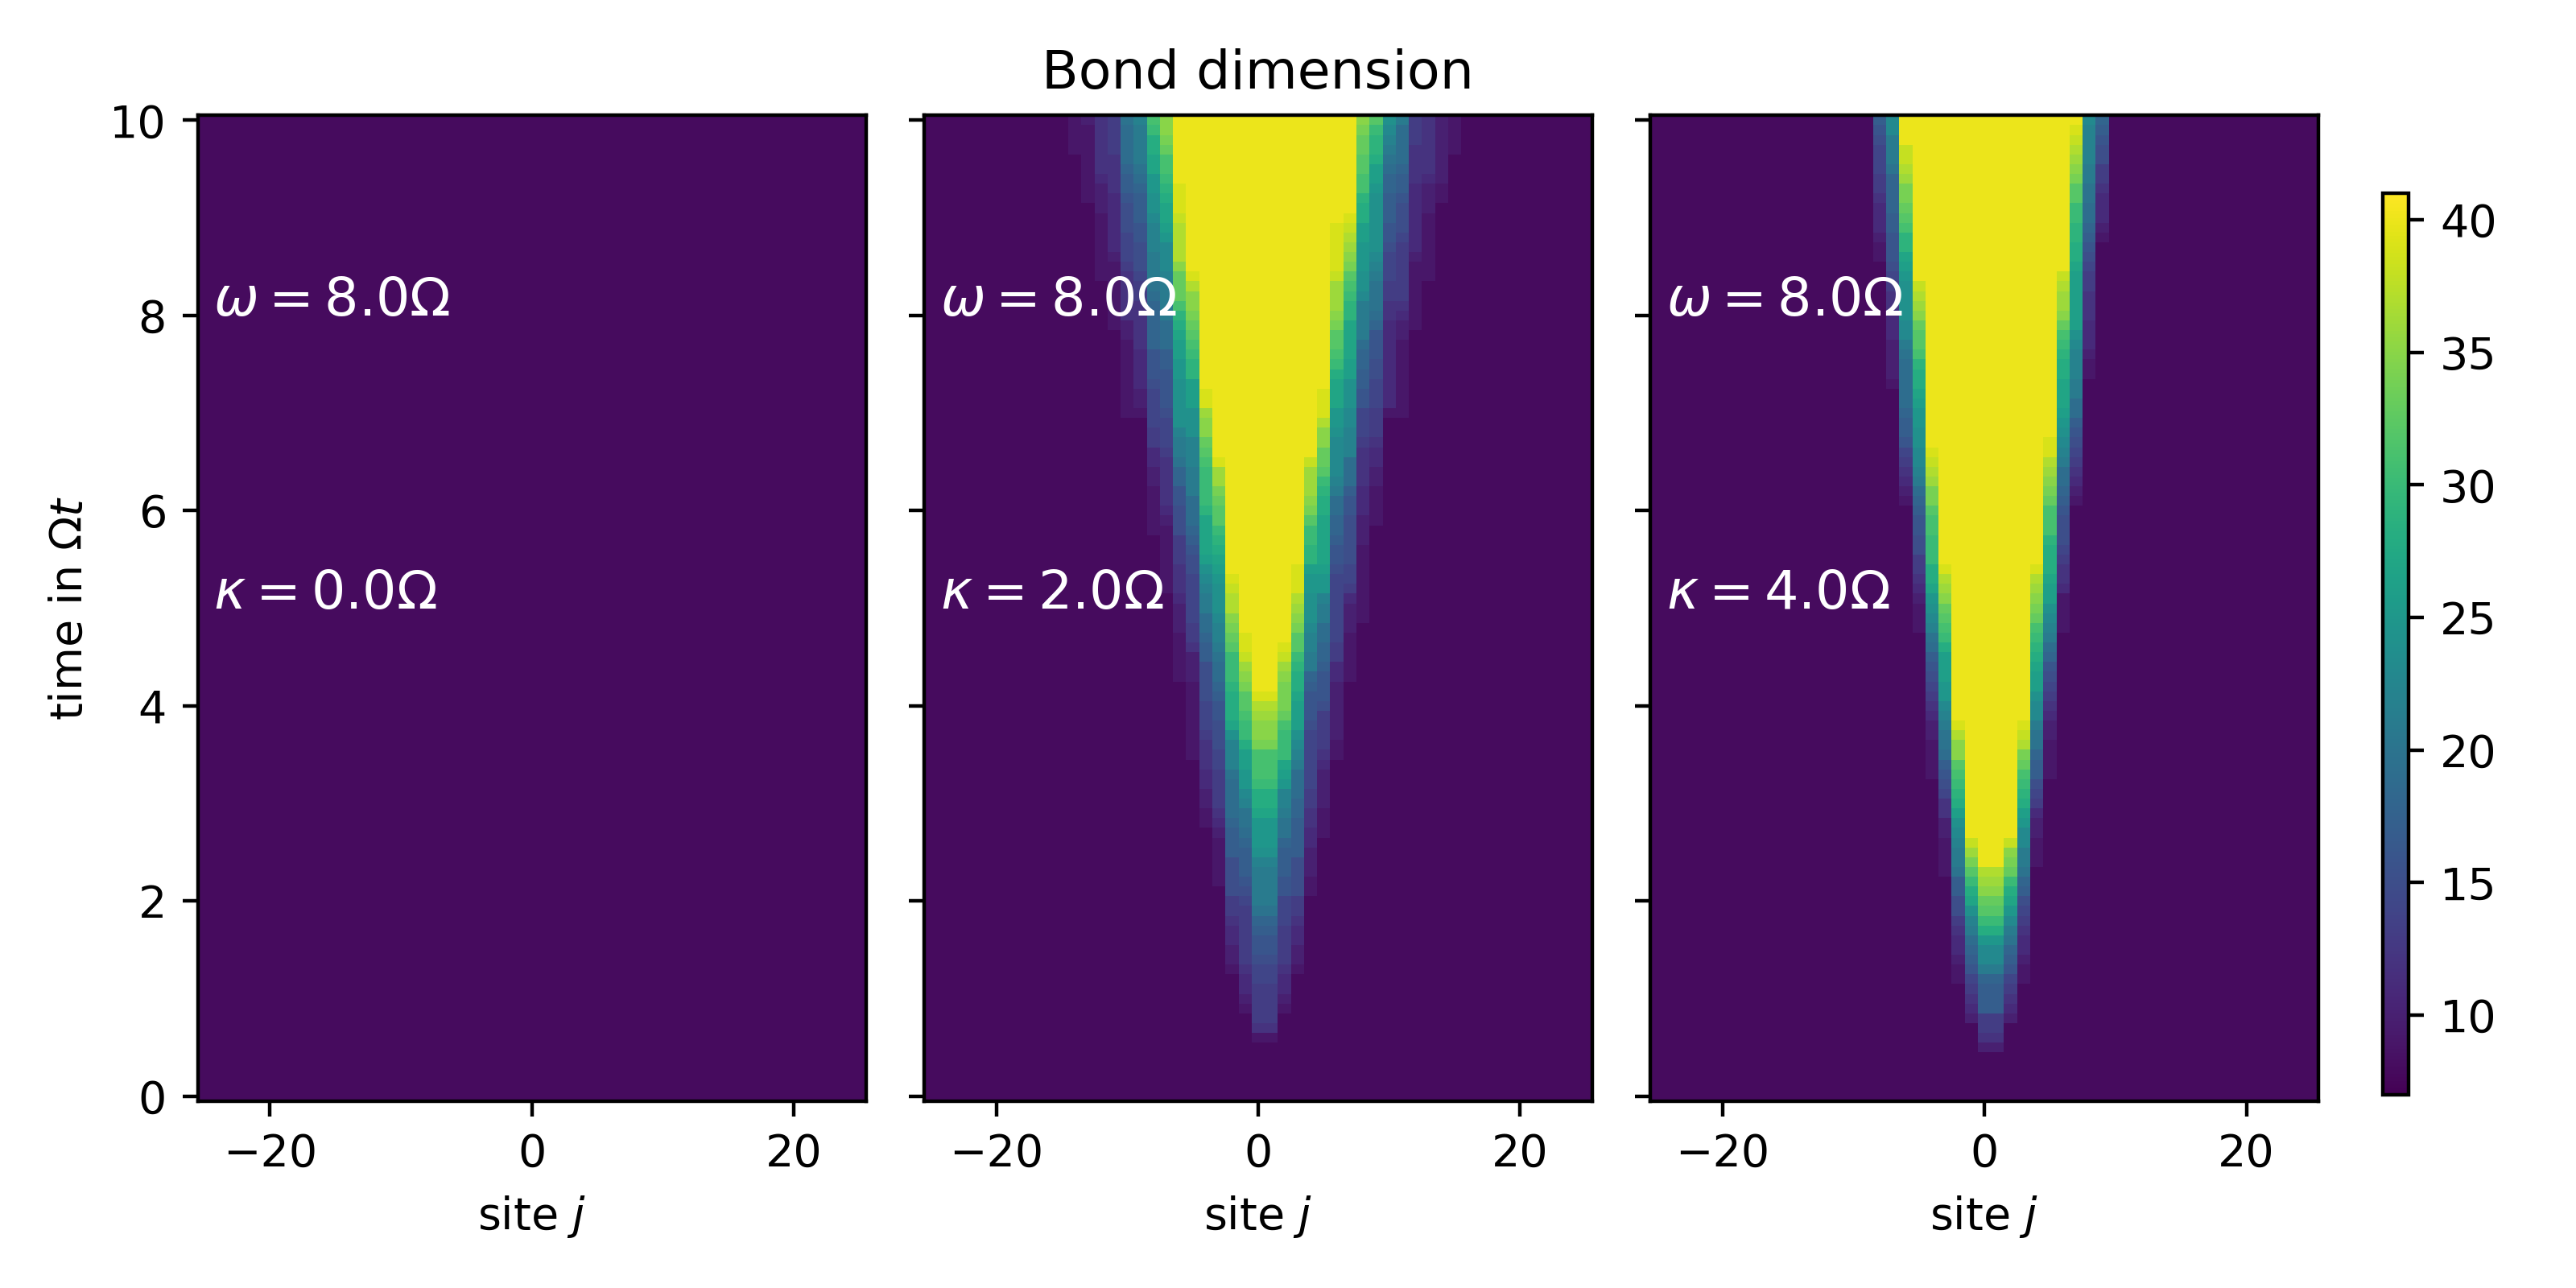 Bond dimension
time in Ωt
10
8
6
4
2
0
ω = 8.0Ω
κ = 0.0Ω
−20 0 20
site j
ω = 8.0Ω
κ = 2.0Ω
−20 0 20
site j
ω = 8.0Ω
κ = 4.0Ω
−20 0 20
site j
40
35
30
25
20
15
10